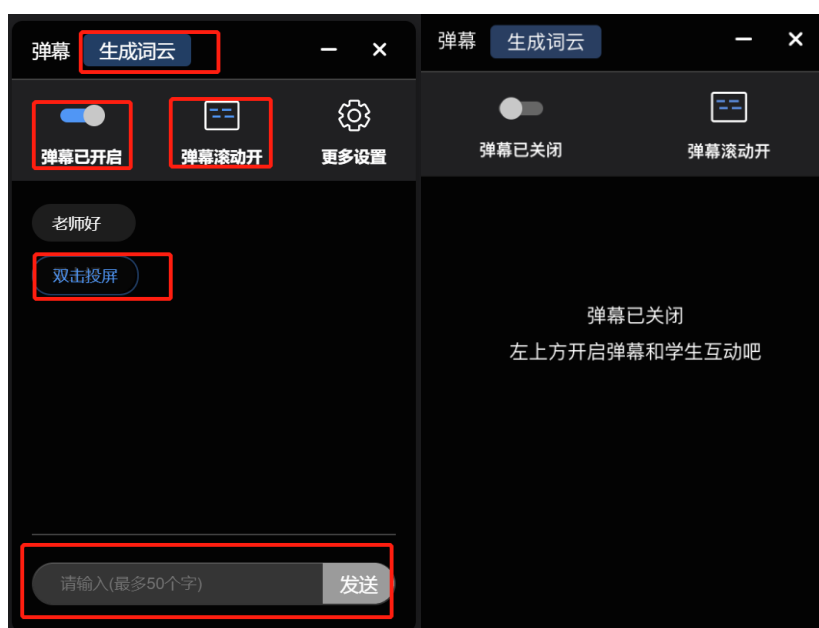 弹幕 生成词云
弹幕已开启 弹幕滚动开 更多设置
老师好
双击投屏
请输入(最多50个字) 发送
弹幕 生成词云
弹幕已关闭 弹幕滚动开
弹幕已关闭
左上方开启弹幕和学生互动吧